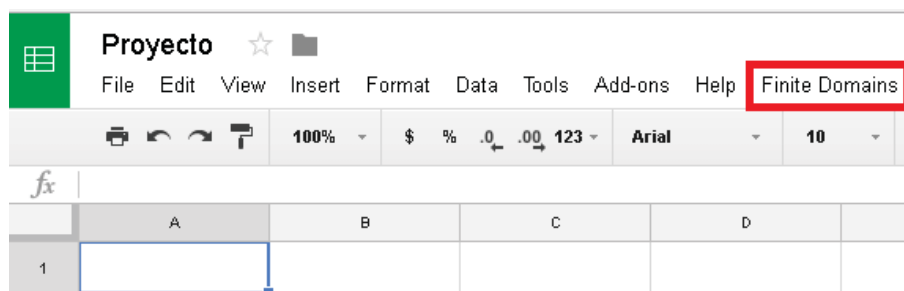 Proyecto
File Edit View Insert Format Data Tools Add-ons Help Finite Domains
100% $ % .0 .00 123 Arial 10
fx
A B C D
1